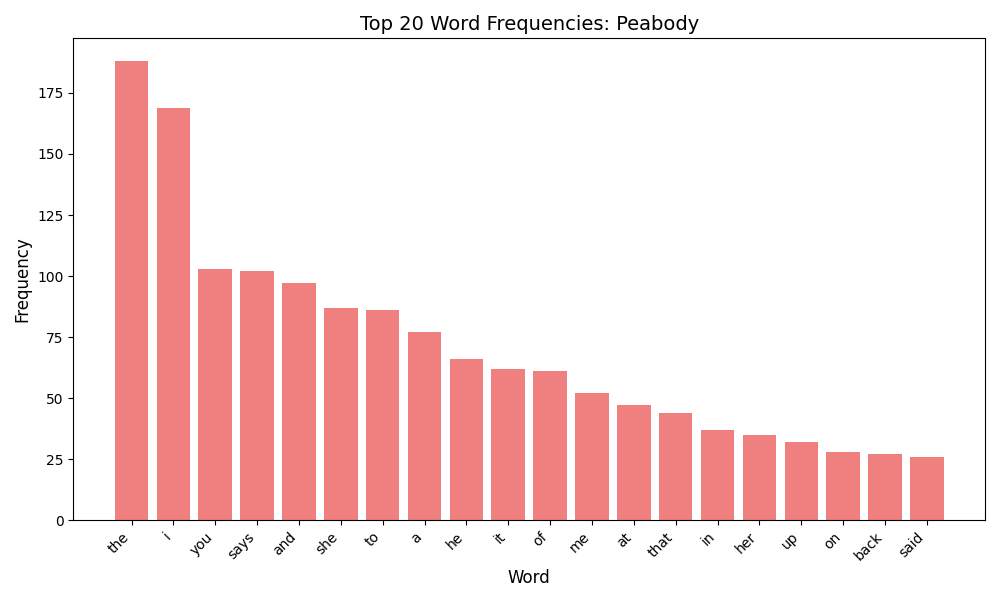 Top 20 Word Frequencies: Peabody
Frequency
175
150
125
100
75
50
25
0
the i you says and she to a he it of me at that in her up on back said
Word